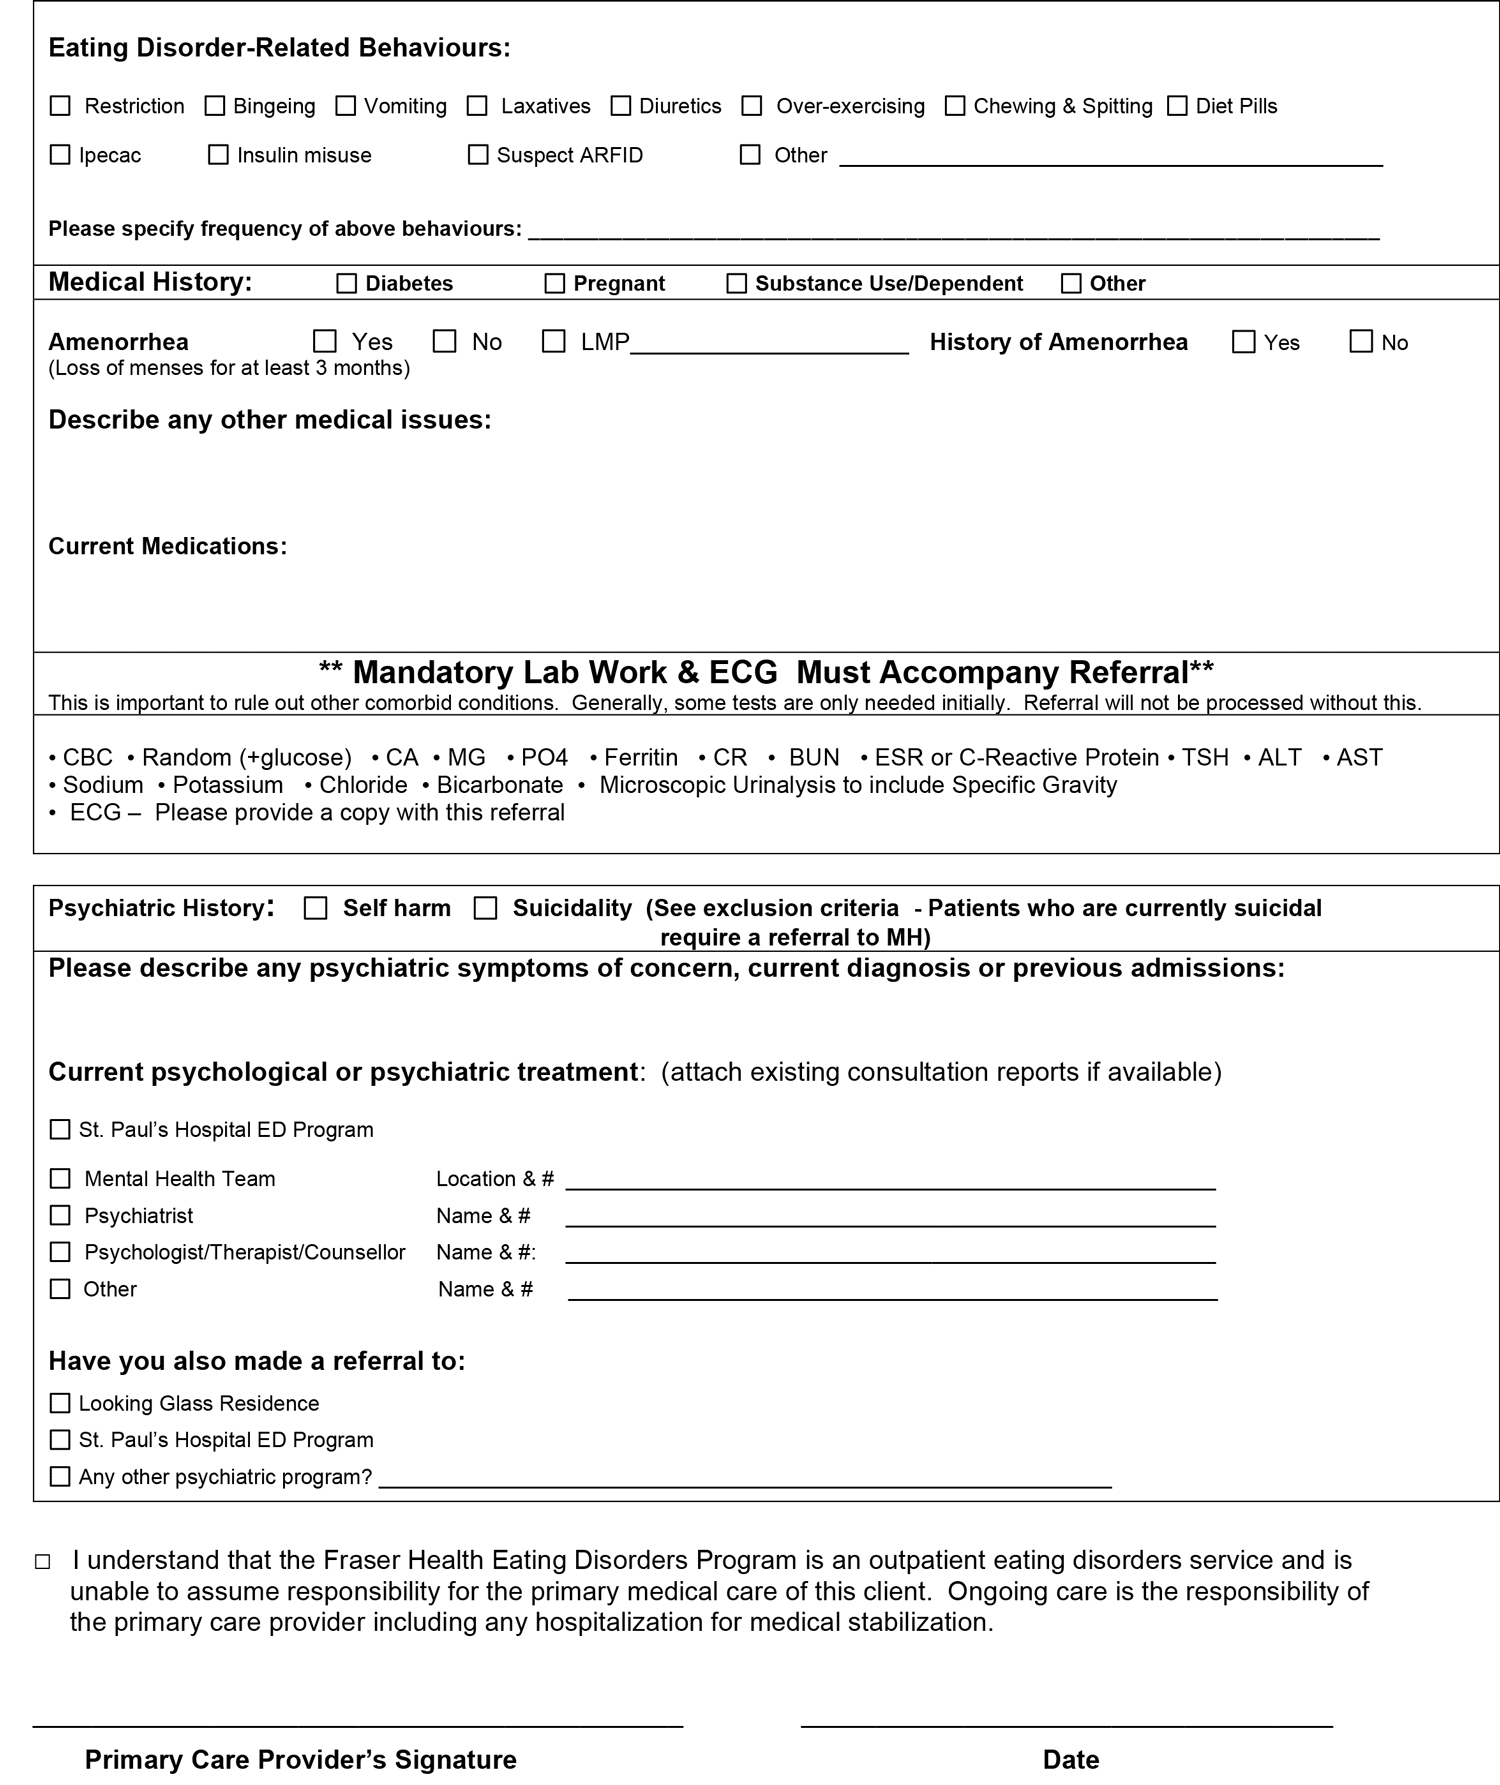 Eating Disorder-Related Behaviours:
☐ Restriction ☐ Bingeing ☐ Vomiting ☐ Laxatives ☐ Diuretics ☐ Over-exercising ☐ Chewing & Spitting ☐ Diet Pills
☐ Ipecac ☐ Insulin misuse ☐ Suspect ARFID ☐ Other ____
Please specify frequency of above behaviours: ____
Medical History: ☐ Diabetes ☐ Pregnant ☐ Substance Use/Dependent ☐ Other
Amenorrhea ☐ Yes ☐ No ☐ LMP____ History of Amenorrhea ☐ Yes ☐ No
(Loss of menses for at least 3 months)
Describe any other medical issues:
Current Medications:
** Mandatory Lab Work & ECG Must Accompany Referral**
This is important to rule out other comorbid conditions. Generally, some tests are only needed initially. Referral will not be processed without this.
• CBC • Random (+glucose) • CA • MG • PO4 • Ferritin • CR • BUN • ESR or C-Reactive Protein • TSH • ALT • AST
• Sodium • Potassium • Chloride • Bicarbonate • Microscopic Urinalysis to include Specific Gravity
• ECG – Please provide a copy with this referral
Psychiatric History: ☐ Self harm ☐ Suicidality (See exclusion criteria - Patients who are currently suicidal
require a referral to MH)
Please describe any psychiatric symptoms of concern, current diagnosis or previous admissions:
Current psychological or psychiatric treatment: (attach existing consultation reports if available)
☐ St. Paul’s Hospital ED Program
☐ Mental Health Team Location & # ____
☐ Psychiatrist Name & # ____
☐ Psychologist/Therapist/Counsellor Name & #: ____
☐ Other Name & # ____
Have you also made a referral to:
☐ Looking Glass Residence
☐ St. Paul’s Hospital ED Program
☐ Any other psychiatric program? ____
☐ I understand that the Fraser Health Eating Disorders Program is an outpatient eating disorders service and is
unable to assume responsibility for the primary medical care of this client. Ongoing care is the responsibility of
the primary care provider including any hospitalization for medical stabilization.
Primary Care Provider’s Signature Date